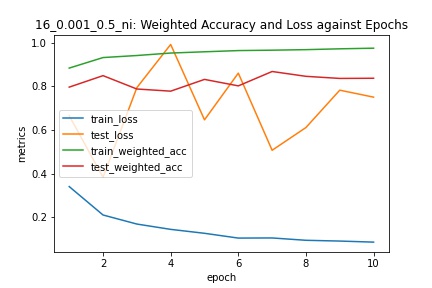 16_0.001_0.5_ni: Weighted Accuracy and Loss against Epochs
1.0
0.8
0.6
0.4
0.2
metrics
train_loss
test_loss
train_weighted_acc
test_weighted_acc
2
4
6
8
10
epoch